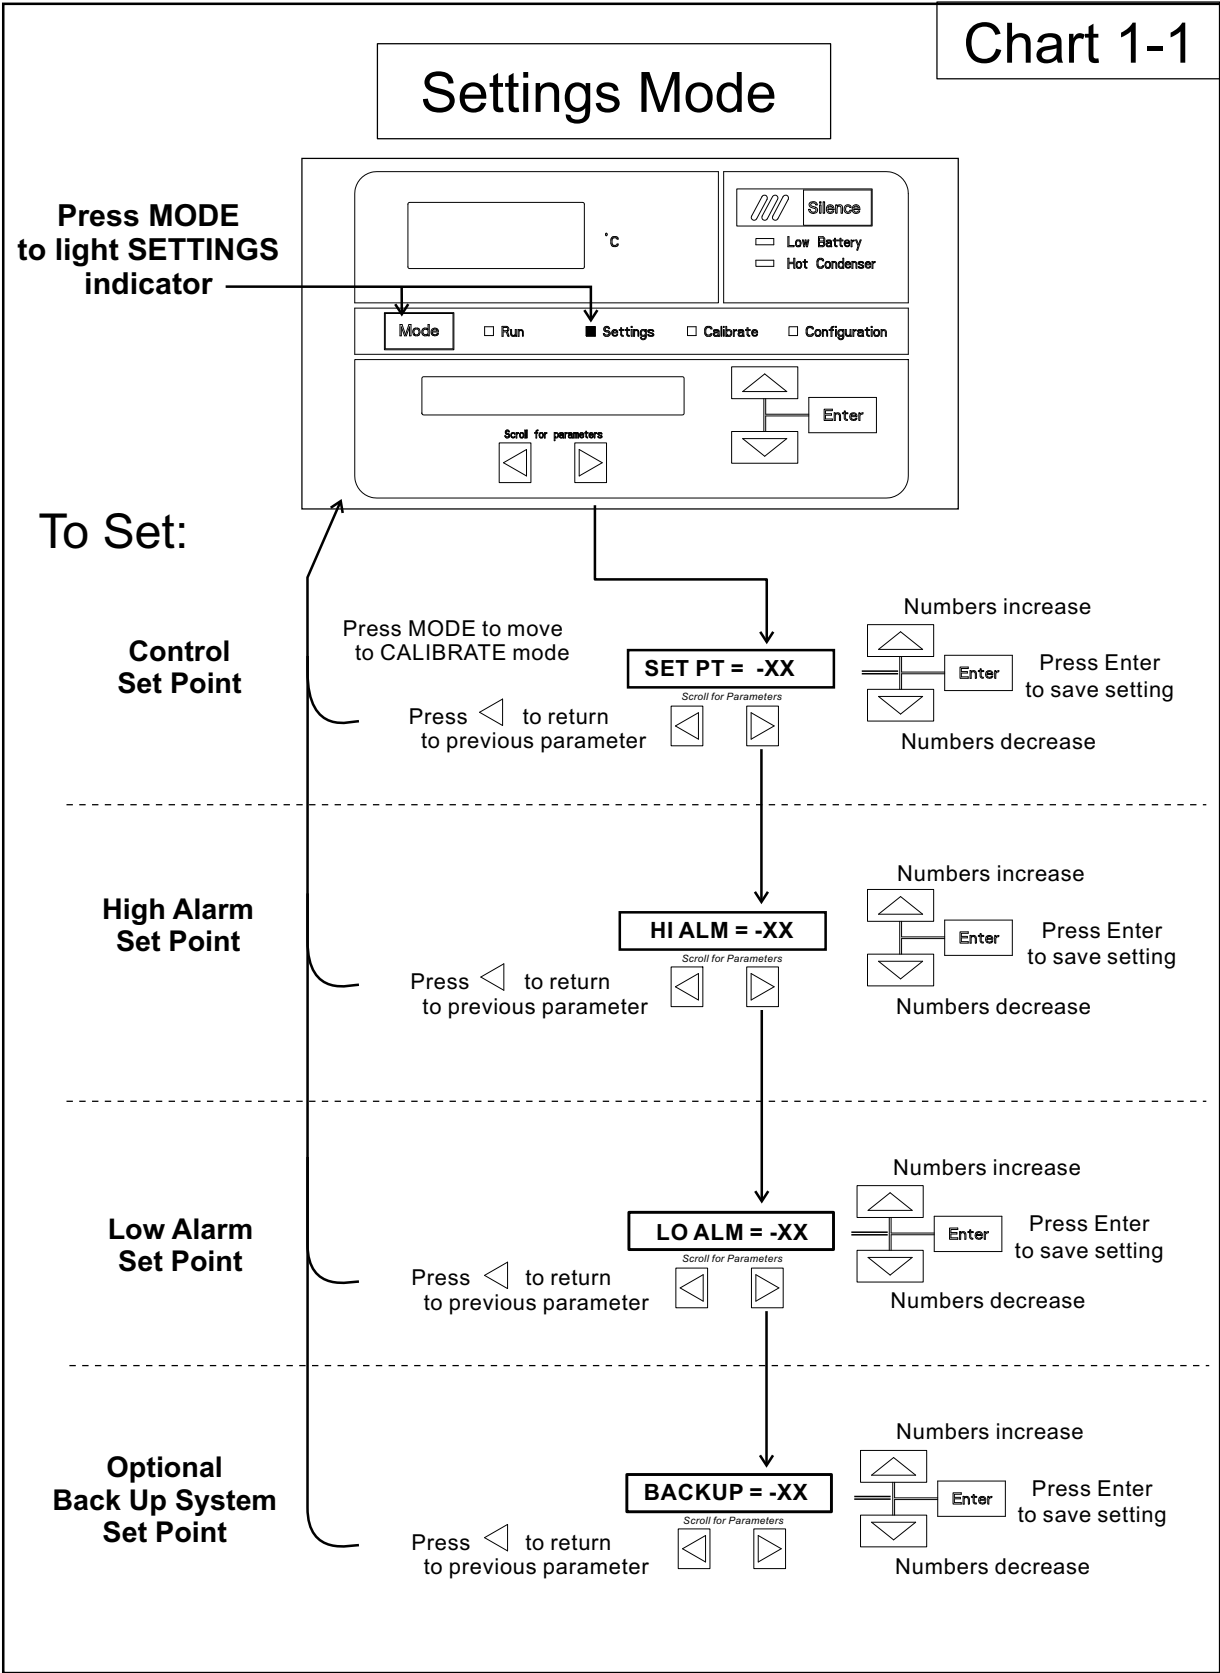 Chart 1-1
Settings Mode
Press MODE
to light SETTINGS
indicator
°C
Silence
Low Battery
Hot Condenser
Mode
Run
Settings
Calibrate
Configuration
Scroll for parameters
Enter
To Set:
Control
Set Point
Press MODE to move
to CALIBRATE mode
Press to return
to previous parameter
SET PT = -XX
Scroll for Parameters
Numbers increase
Enter
Press Enter
to save setting
Numbers decrease
High Alarm
Set Point
Press to return
to previous parameter
HI ALM = -XX
Scroll for Parameters
Numbers increase
Enter
Press Enter
to save setting
Numbers decrease
Low Alarm
Set Point
Press to return
to previous parameter
LO ALM = -XX
Scroll for Parameters
Numbers increase
Enter
Press Enter
to save setting
Numbers decrease
Optional
Back Up System
Set Point
Press to return
to previous parameter
BACKUP = -XX
Scroll for Parameters
Numbers increase
Enter
Press Enter
to save setting
Numbers decrease